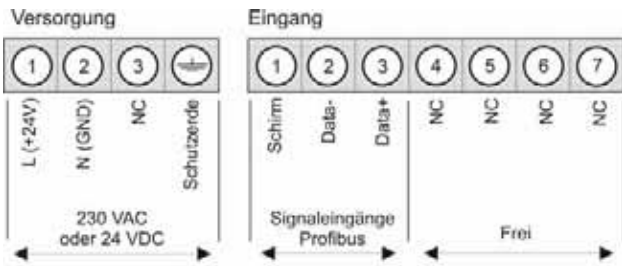 Versorgung
Eingang
1 2 3
1 2 3 4 5 6 7
L (+24V)
N (GND)
NC
Schutzerde
Schirm
Data-
Data+
NC
NC
NC
NC
230 VAC
oder 24 VDC
Signaleingänge
Profibus
Frei